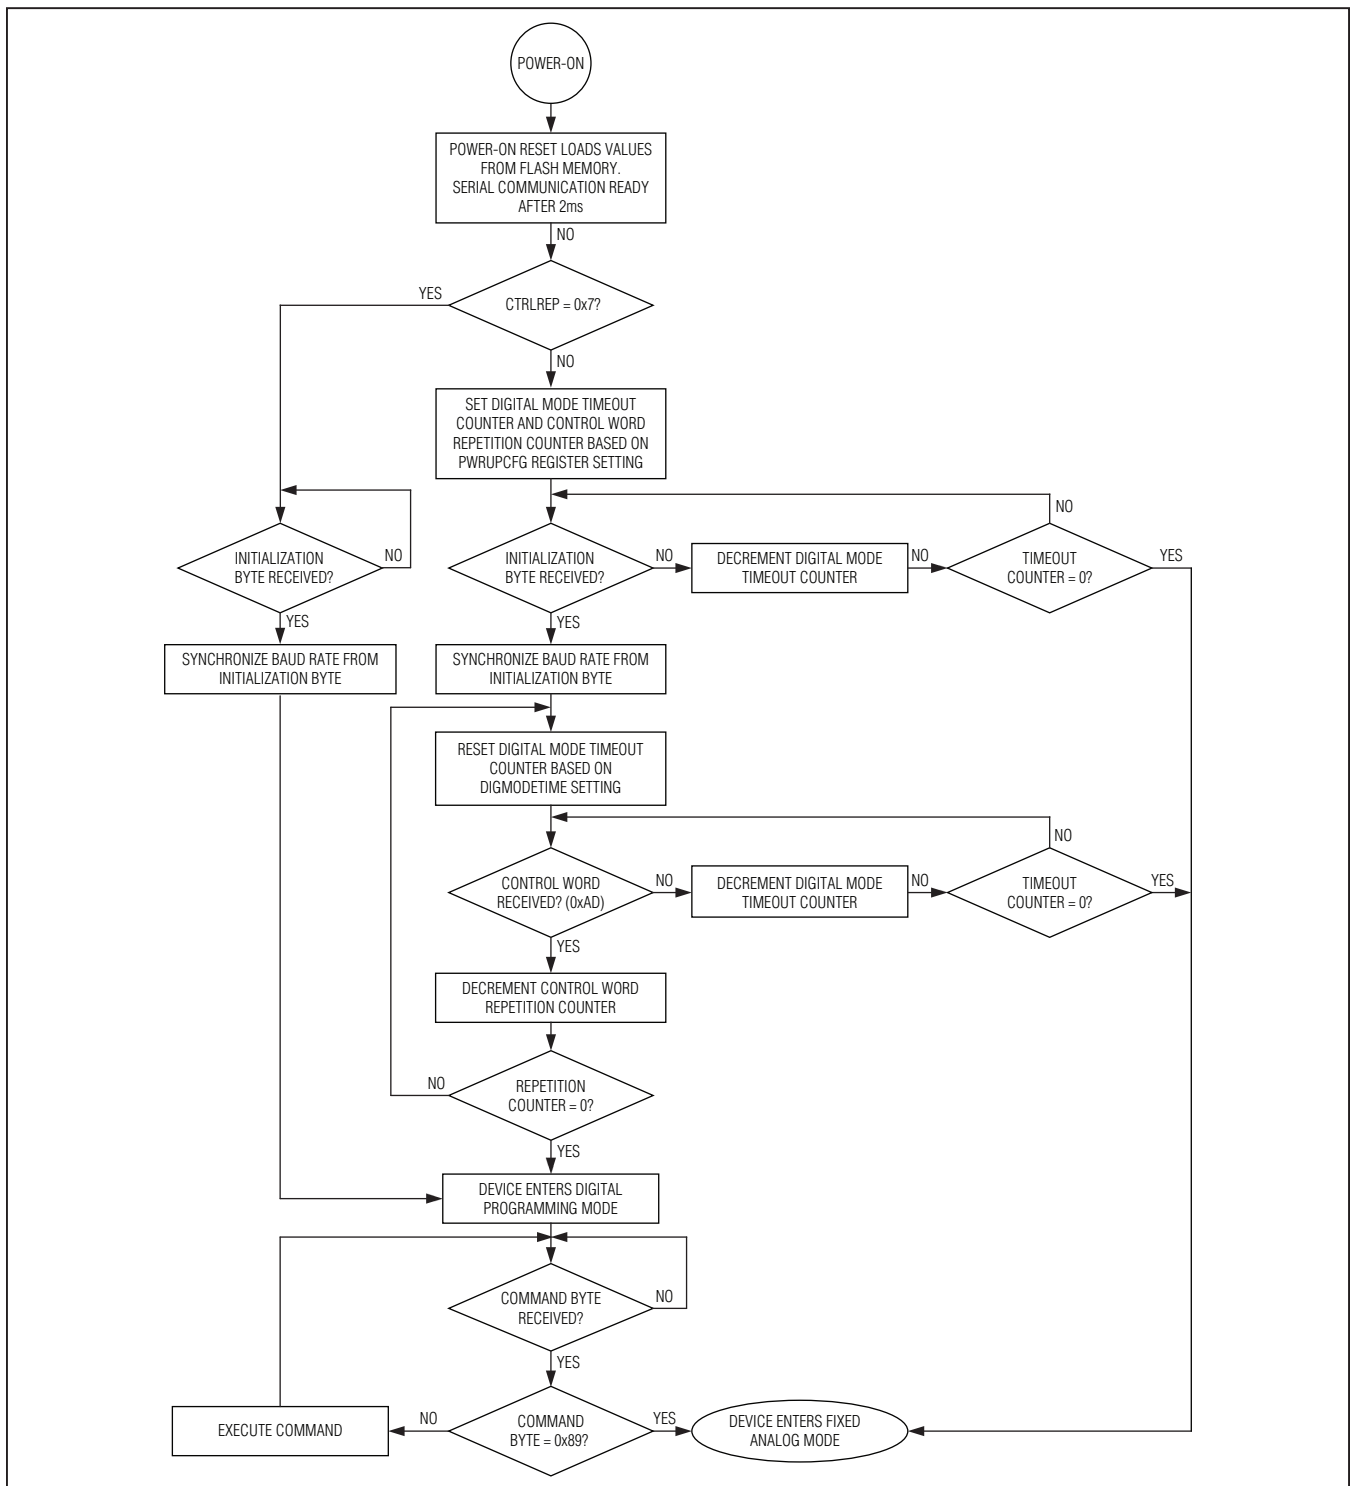 POWER-ON
POWER-ON RESET LOADS VALUES
FROM FLASH MEMORY.
SERIAL COMMUNICATION READY
AFTER 2ms
NO
YES
CTRLREP = 0x7?
NO
SET DIGITAL MODE TIMEOUT
COUNTER AND CONTROL WORD
REPETITION COUNTER BASED ON
PWRUPCFG REGISTER SETTING
NO
INITIALIZATION
BYTE RECEIVED?
NO
INITIALIZATION
BYTE RECEIVED?
NO
DECREMENT DIGITAL MODE
TIMEOUT COUNTER
NO
TIMEOUT
COUNTER = 0?
YES
YES
YES
SYNCHRONIZE BAUD RATE FROM
INITIALIZATION BYTE
SYNCHRONIZE BAUD RATE FROM
INITIALIZATION BYTE
RESET DIGITAL MODE TIMEOUT
COUNTER BASED ON
DIGMODETIME SETTING
NO
CONTROL WORD
RECEIVED? (0xAD)
NO
DECREMENT DIGITAL MODE
TIMEOUT COUNTER
NO
TIMEOUT
COUNTER = 0?
YES
YES
DECREMENT CONTROL WORD
REPETITION COUNTER
NO
REPETITION
COUNTER = 0?
YES
DEVICE ENTERS DIGITAL
PROGRAMMING MODE
COMMAND BYTE
RECEIVED?
NO
YES
EXECUTE COMMAND
NO
COMMAND
BYTE = 0x89?
YES
DEVICE ENTERS FIXED
ANALOG MODE